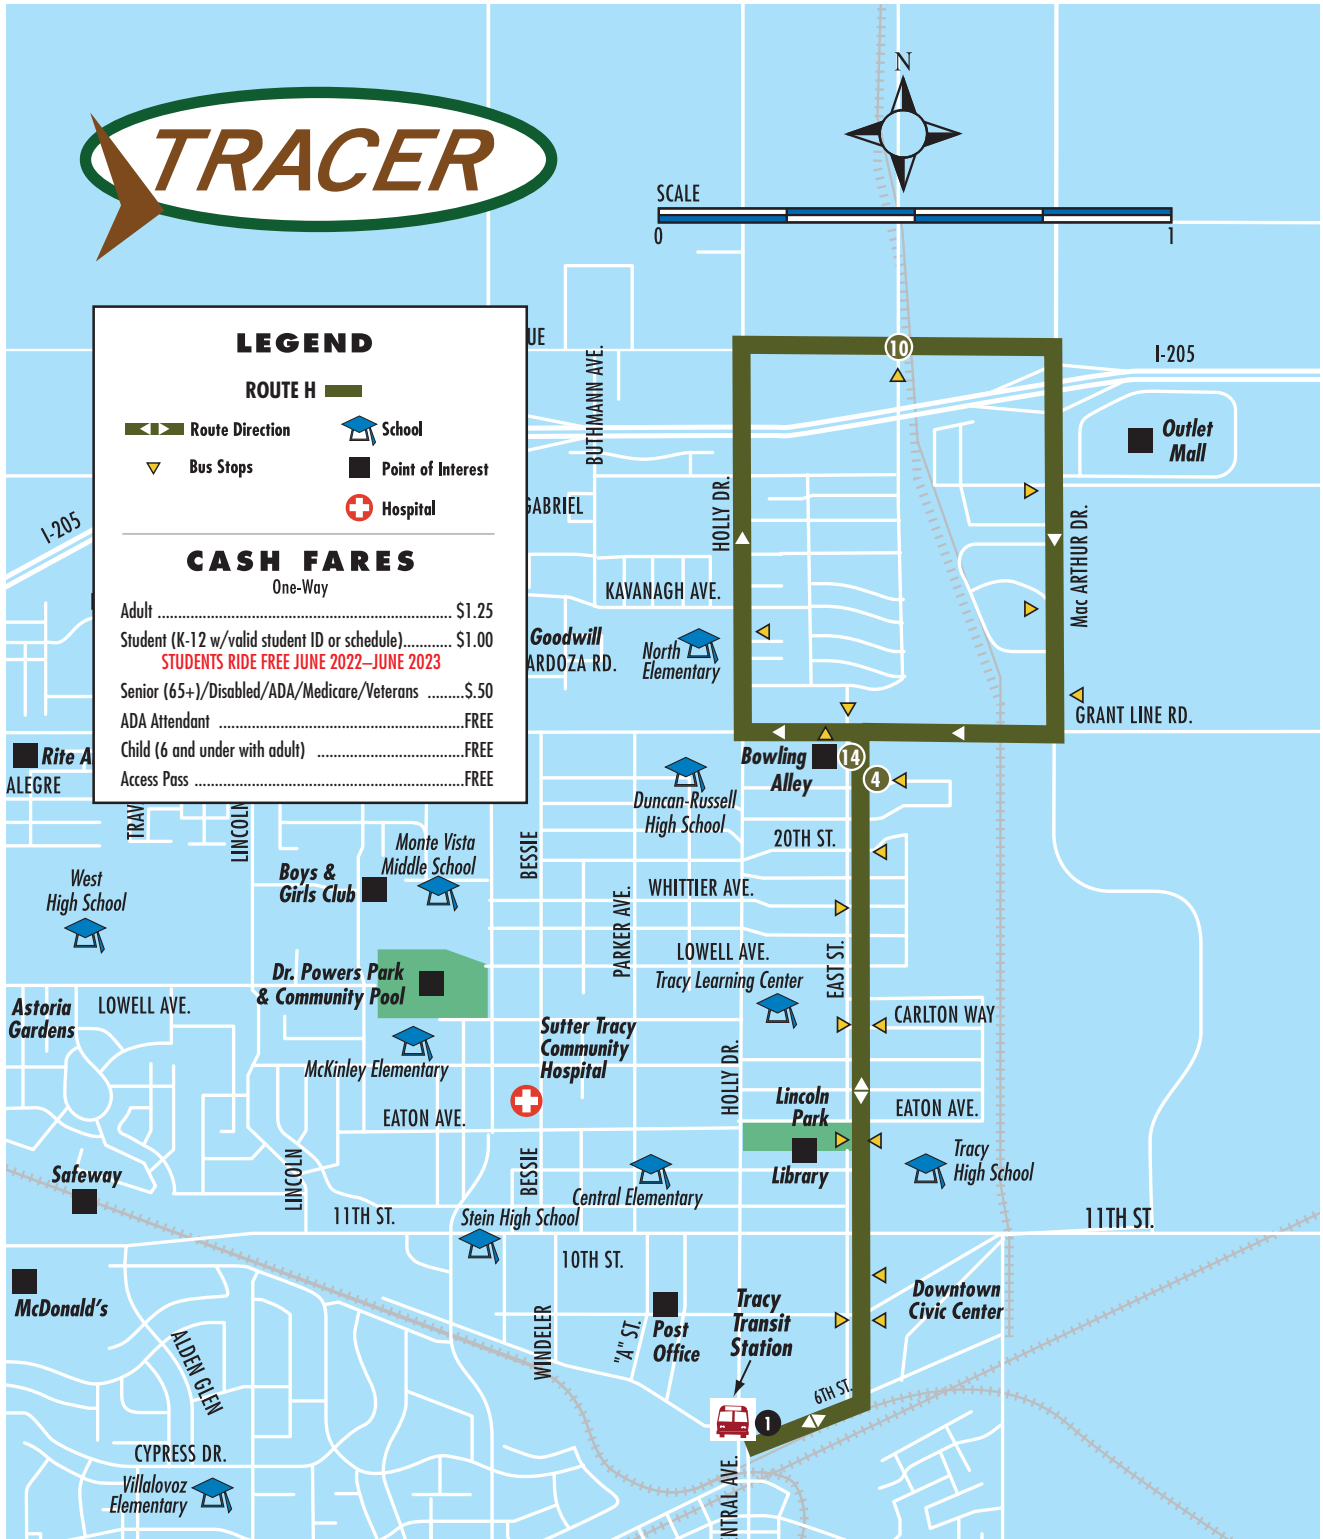 TRACER
N
SCALE
0
1
LEGEND
ROUTE H
Route Direction
School
Bus Stops
Point of Interest
Hospital
CASH FARES
One-Way
Adult ............ $1.25
Student (K-12 w/valid student ID or schedule)............ $1.00
STUDENTS RIDE FREE JUNE 2022–JUNE 2023
Senior (65+)/Disabled/ADA/Medicare/Veterans .........$.50
ADA Attendant ............FREE
Child (6 and under with adult) ............FREE
Access Pass ............FREE
UE
BUTHMANN AVE.
10
I-205
Outlet
Mall
I-205
GABRIEL
HOLLY DR.
Mac ARTHUR DR.
KAVANAGH AVE.
Goodwill
ARDOZA RD.
North
Elementary
GRANT LINE RD.
Rite A
ALEGRE
Bowling
Alley
14
4
TRAV
LINCOLN
Duncan-Russell
High School
20TH ST.
BESSIE
Monte Vista
Middle School
Boys &
Girls Club
West
High School
WHITTIER AVE.
PARKER AVE.
LOWELL AVE.
EAST ST.
Tracy Learning Center
Dr. Powers Park
& Community Pool
Astoria
Gardens
LOWELL AVE.
CARLTON WAY
Sutter Tracy
Community
Hospital
McKinley Elementary
HOLLY DR.
Lincoln
Park
EATON AVE.
EATON AVE.
Library
Tracy
High School
Safeway
LINCOLN
BESSIE
Central Elementary
11TH ST.
Stein High School
11TH ST.
10TH ST.
McDonald's
Downtown
Civic Center
Tracy
Transit
Station
Post
Office
"A" ST.
WINDELER
ALDEN GLEN
6TH ST.
1
CYPRESS DR.
Villalovoz
Elementary
NTRAL AVE.